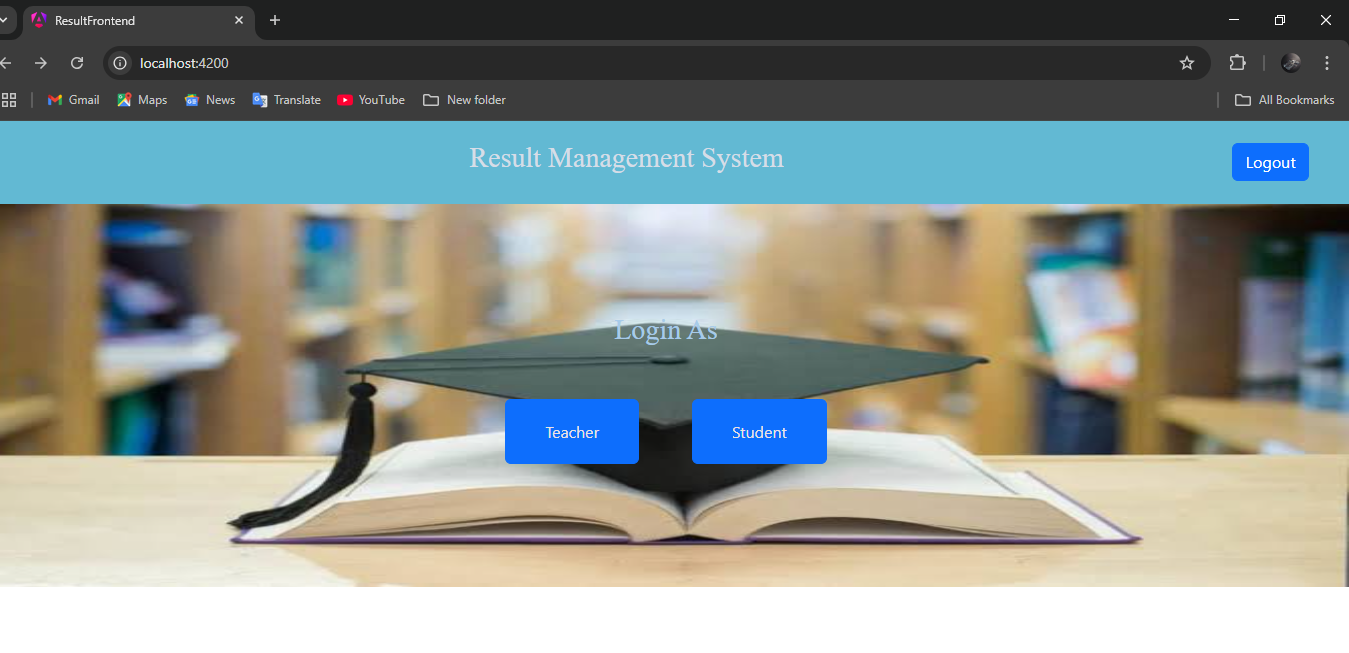 ResultFrontend
localhost:4200
Gmail Maps News Translate YouTube New folder All Bookmarks
Result Management System
Logout
Login As
Teacher Student